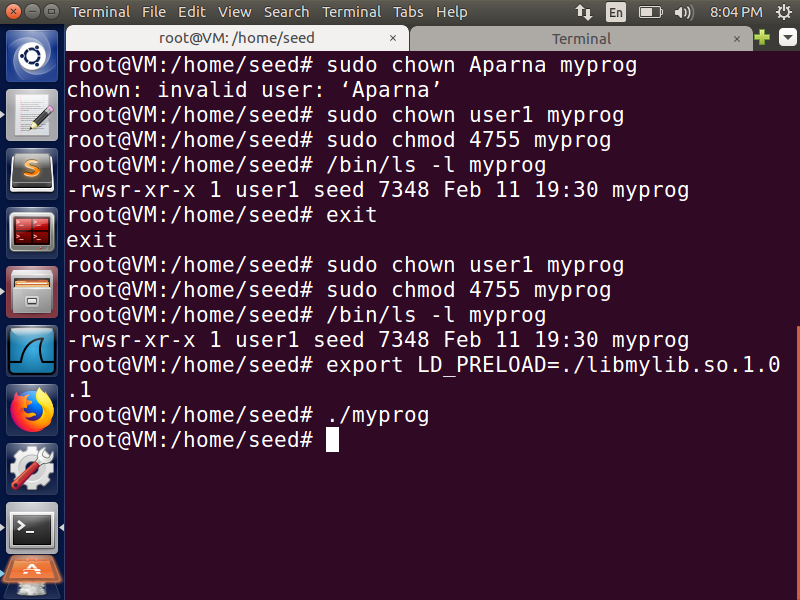 Terminal File Edit View Search Terminal Tabs Help En 8:04 PM
root@VM: /home/seed × Terminal ×
root@VM:/home/seed# sudo chown Aparna myprog
chown: invalid user: ‘Aparna’
root@VM:/home/seed# sudo chown user1 myprog
root@VM:/home/seed# sudo chmod 4755 myprog
root@VM:/home/seed# /bin/ls -l myprog
-rwsr-xr-x 1 user1 seed 7348 Feb 11 19:30 myprog
root@VM:/home/seed# exit
exit
root@VM:/home/seed# sudo chown user1 myprog
root@VM:/home/seed# sudo chmod 4755 myprog
root@VM:/home/seed# /bin/ls -l myprog
-rwsr-xr-x 1 user1 seed 7348 Feb 11 19:30 myprog
root@VM:/home/seed# export LD_PRELOAD=./libmylib.so.1.0
.1
root@VM:/home/seed# ./myprog
root@VM:/home/seed#